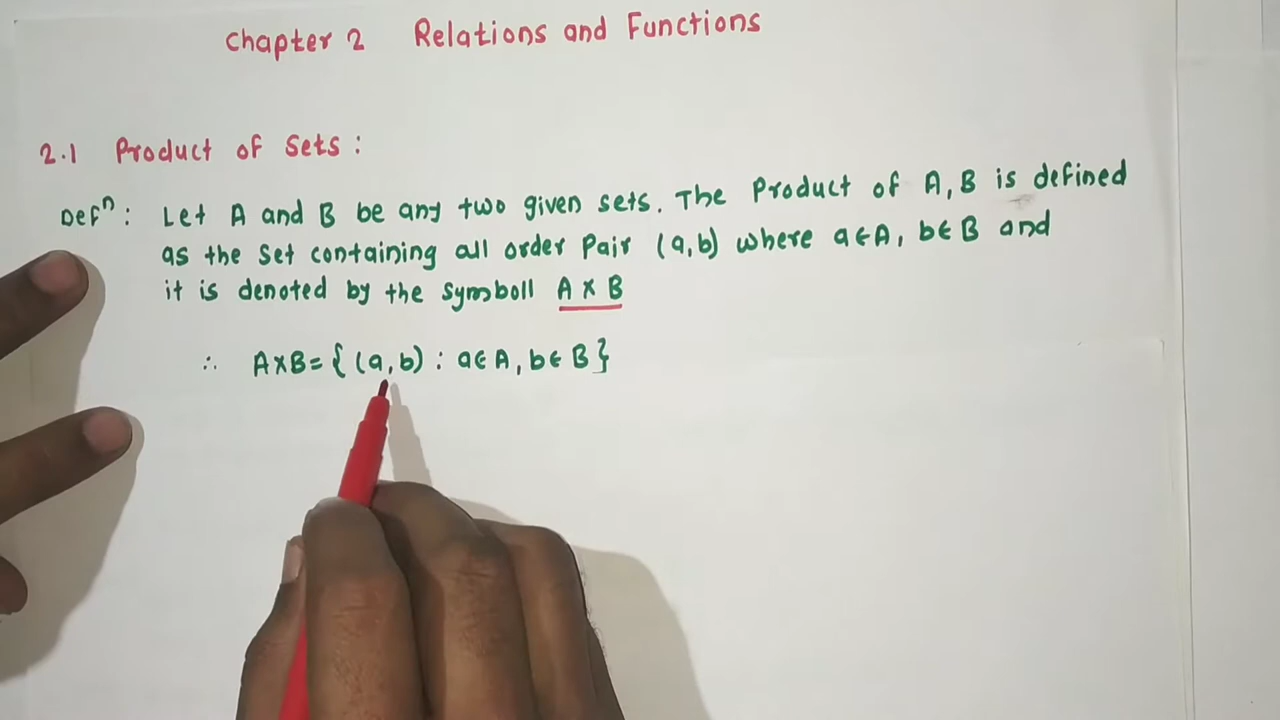 Chapter 2 Relations and Functions
2.1 Product of Sets :
Defⁿ : Let A and B be any two given sets. The Product of A, B is defined
as the set containing all order pair (a,b) where a∈A, b∈B and
it is denoted by the symboll A × B
∴ A×B = { (a,b) : a∈A, b∈B }